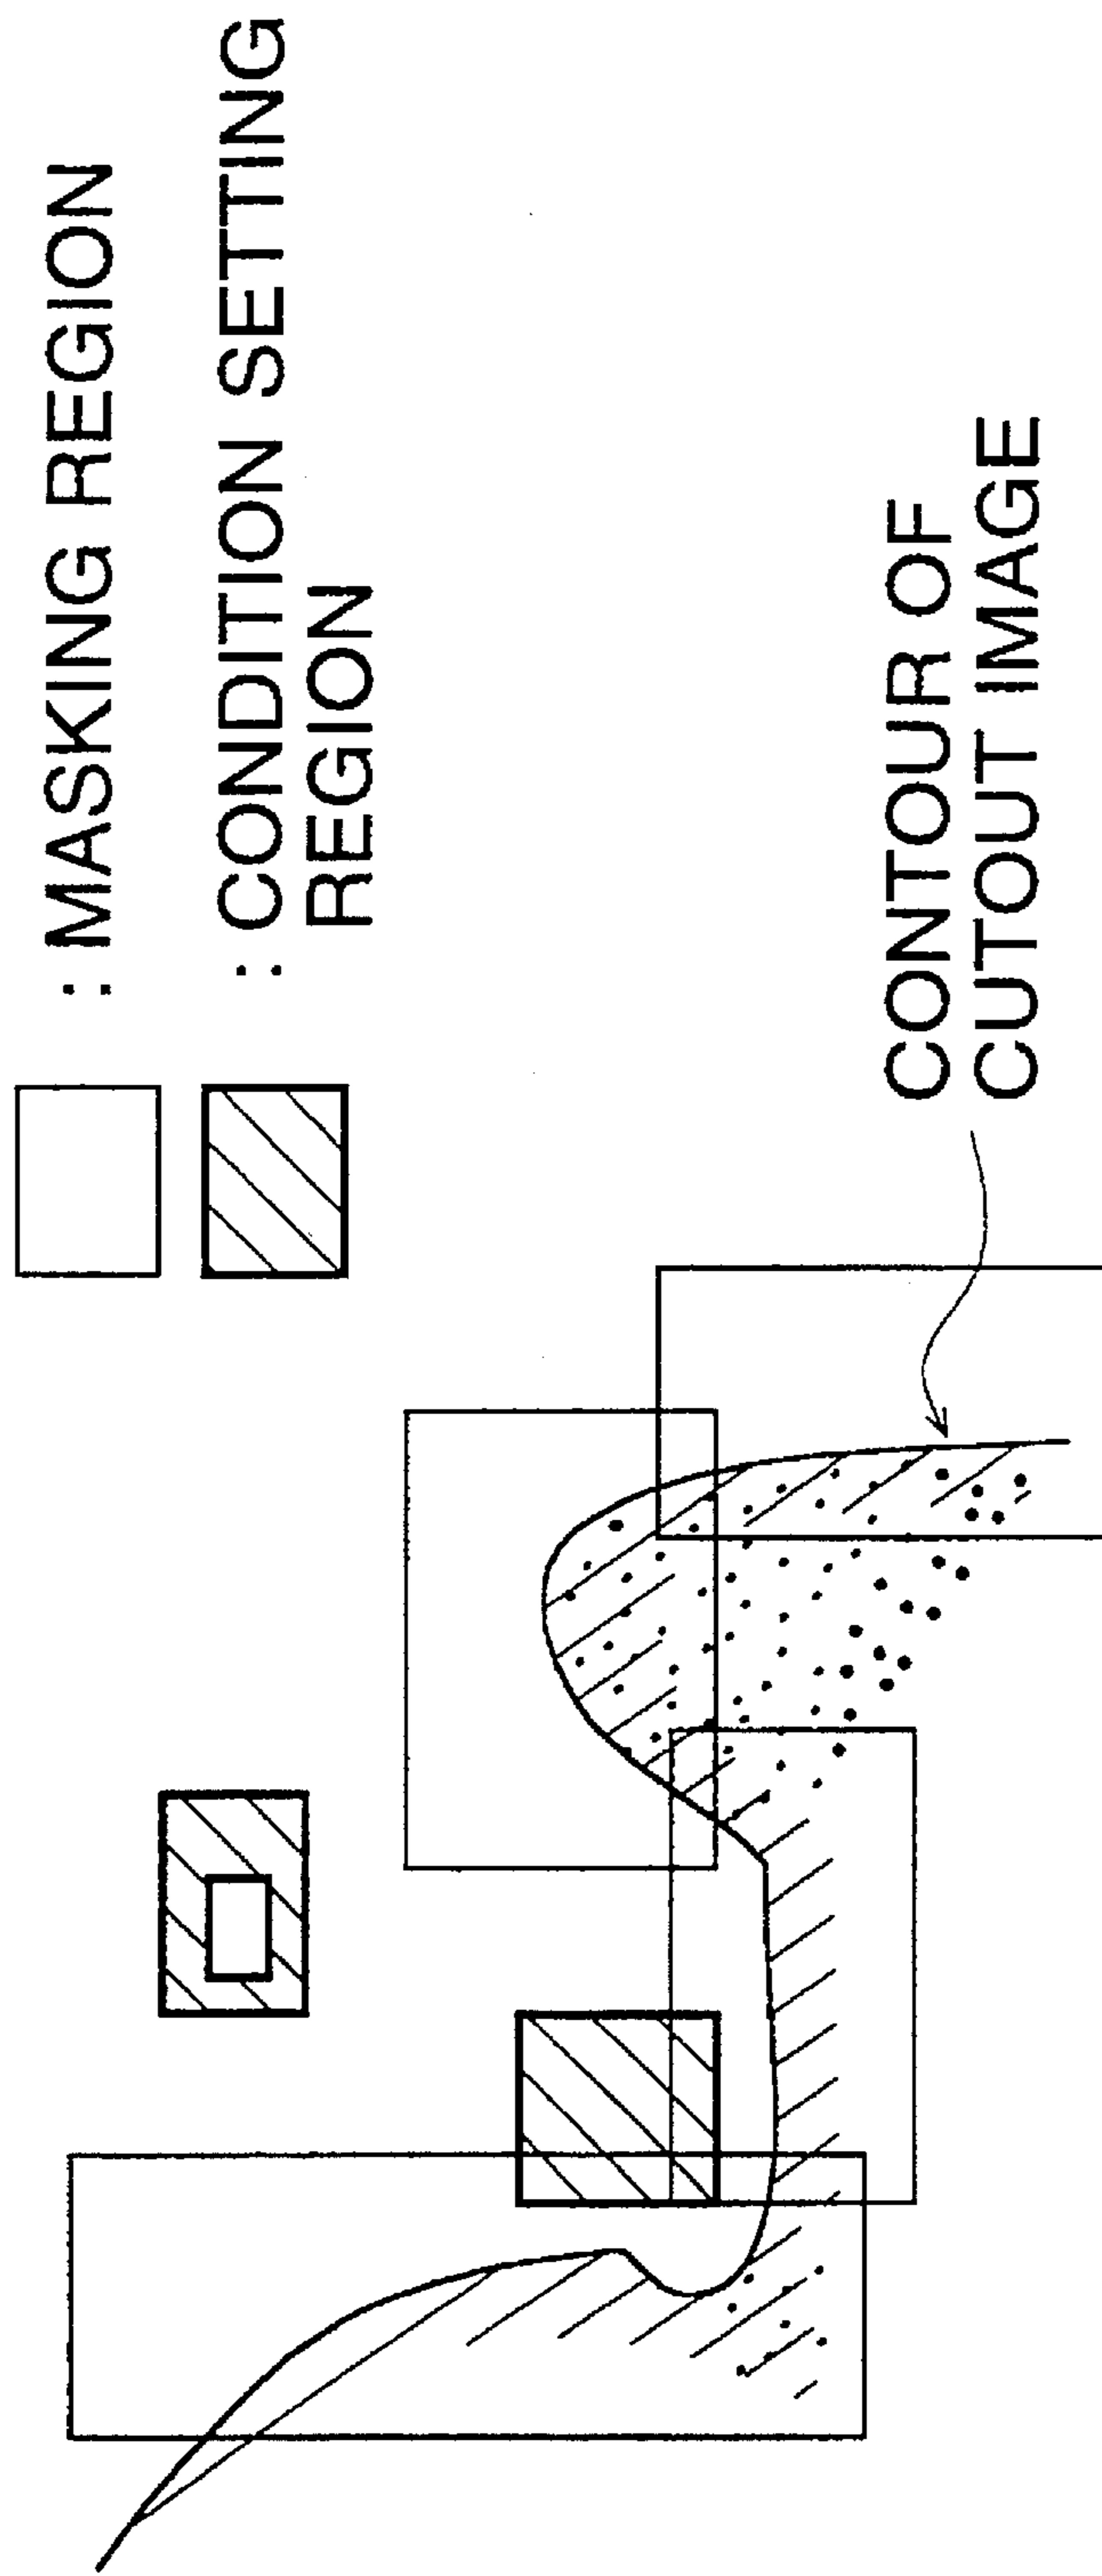 : MASKING REGION
: CONDITION SETTING
REGION
CONTOUR OF
CUTOUT IMAGE